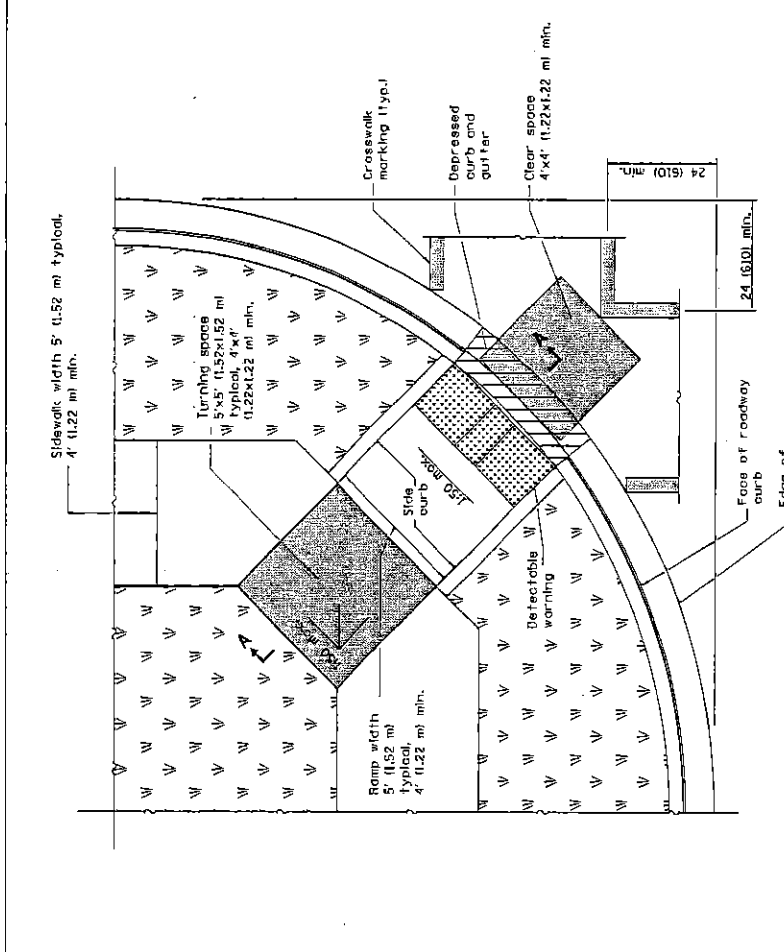 Sidewalk width 5' (1.52 m) typical,
4' (1.22 m) min.
Turning space
5'x5' (1.52x1.52 m)
typical, 4'x4'
(1.22x1.22 m) min.
Crosswalk
marking (typ.)
Depressed
curb and
gutter
Clear space
4'x4' (1.22x1.22 m) min.
24 (610) min.
24 (610) min.
A
A
1:50 max.
1:50 max.
Side
curb
Detectable
warning
Ramp width
5' (1.52 m)
typical,
4' (1.22 m) min.
Face of roadway
curb
Edge of